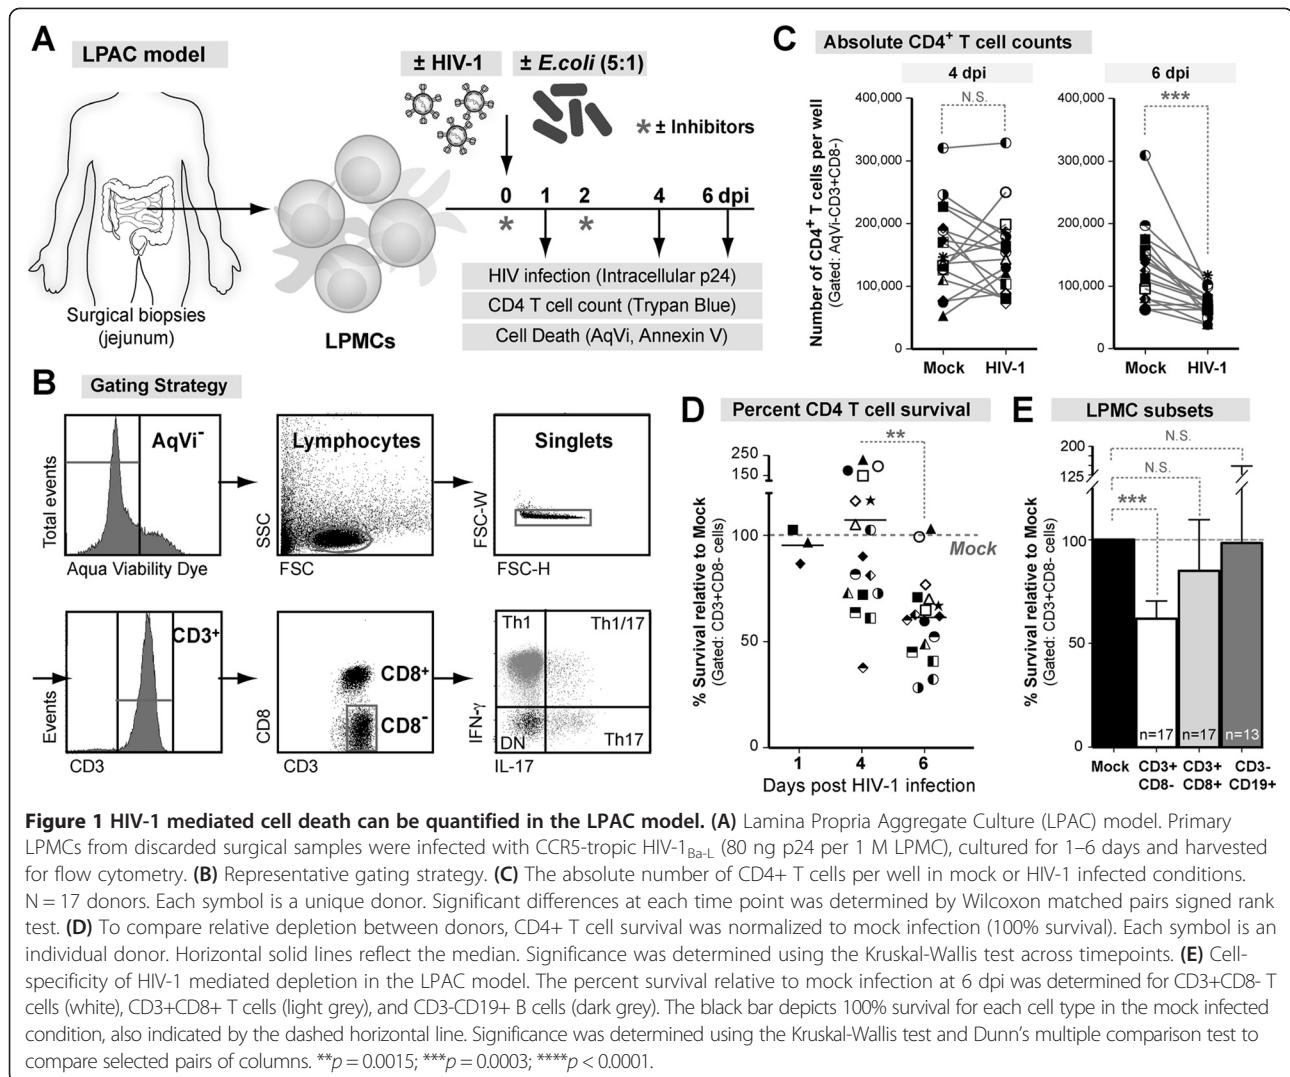 A
LPAC model
± HIV-1
± E.coli (5:1)
* ± Inhibitors
0 1 2 4 6 dpi
* *
Surgical biopsies
(jejunum)
LPMCs
HIV infection (Intracellular p24)
CD4 T cell count (Trypan Blue)
Cell Death (AqVi, Annexin V)
B
Gating Strategy
AqVi⁻
Total events
Aqua Viability Dye
Lymphocytes
SSC
FSC
Singlets
FSC-W
FSC-H
CD3⁺
Events
CD3
CD8⁺
CD8⁻
CD8
CD3
Th1
Th1/17
DN
Th17
IFN-γ
IL-17
C
Absolute CD4⁺ T cell counts
4 dpi
6 dpi
N.S.
***
Number of CD4⁺ T cells per well
(Gated: AqVi-CD3+CD8-)
400,000
300,000
200,000
100,000
0
Mock HIV-1
400,000
300,000
200,000
100,000
0
Mock HIV-1
D
Percent CD4 T cell survival
**
% Survival relative to Mock
(Gated: CD3+CD8- cells)
250
150
100
50
0
Mock
1 4 6
Days post HIV-1 infection
E
LPMC subsets
N.S.
N.S.
***
% Survival relative to Mock
(Gated: CD3+CD8- cells)
200
125
100
50
0
n=17 n=17 n=13
Mock CD3+ CD3+ CD3-
CD8- CD8+ CD19+
Figure 1 HIV-1 mediated cell death can be quantified in the LPAC model. (A) Lamina Propria Aggregate Culture (LPAC) model. Primary
LPMCs from discarded surgical samples were infected with CCR5-tropic HIV-1Ba-L (80 ng p24 per 1 M LPMC), cultured for 1–6 days and harvested
for flow cytometry. (B) Representative gating strategy. (C) The absolute number of CD4+ T cells per well in mock or HIV-1 infected conditions.
N = 17 donors. Each symbol is a unique donor. Significant differences at each time point was determined by Wilcoxon matched pairs signed rank
test. (D) To compare relative depletion between donors, CD4+ T cell survival was normalized to mock infection (100% survival). Each symbol is an
individual donor. Horizontal solid lines reflect the median. Significance was determined using the Kruskal-Wallis test across timepoints. (E) Cell-
specificity of HIV-1 mediated depletion in the LPAC model. The percent survival relative to mock infection at 6 dpi was determined for CD3+CD8- T
cells (white), CD3+CD8+ T cells (light grey), and CD3-CD19+ B cells (dark grey). The black bar depicts 100% survival for each cell type in the mock infected
condition, also indicated by the dashed horizontal line. Significance was determined using the Kruskal-Wallis test and Dunn's multiple comparison test to
compare selected pairs of columns. **p = 0.0015; ***p = 0.0003; ****p < 0.0001.